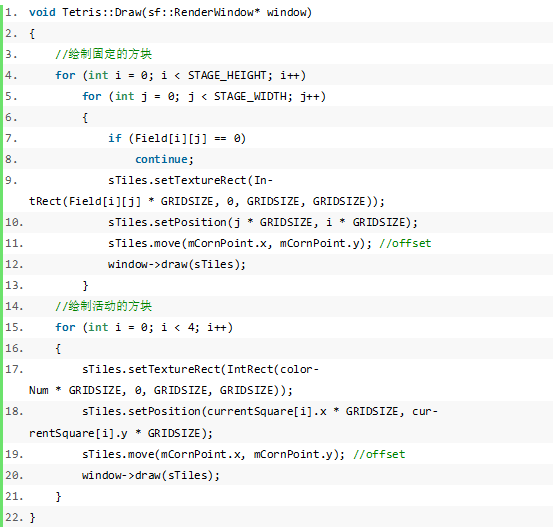 1. void Tetris::Draw(sf::RenderWindow* window)
2. {
3. //绘制固定的方块
4. for (int i = 0; i < STAGE_HEIGHT; i++)
5. for (int j = 0; j < STAGE_WIDTH; j++)
6. {
7. if (Field[i][j] == 0)
8. continue;
9. sTiles.setTextureRect(In-
tRect(Field[i][j] * GRIDSIZE, 0, GRIDSIZE, GRIDSIZE));
10. sTiles.setPosition(j * GRIDSIZE, i * GRIDSIZE);
11. sTiles.move(mCornPoint.x, mCornPoint.y); //offset
12. window->draw(sTiles);
13. }
14. //绘制活动的方块
15. for (int i = 0; i < 4; i++)
16. {
17. sTiles.setTextureRect(IntRect(color-
Num * GRIDSIZE, 0, GRIDSIZE, GRIDSIZE));
18. sTiles.setPosition(currentSquare[i].x * GRIDSIZE, cur-
rentSquare[i].y * GRIDSIZE);
19. sTiles.move(mCornPoint.x, mCornPoint.y); //offset
20. window->draw(sTiles);
21. }
22. }